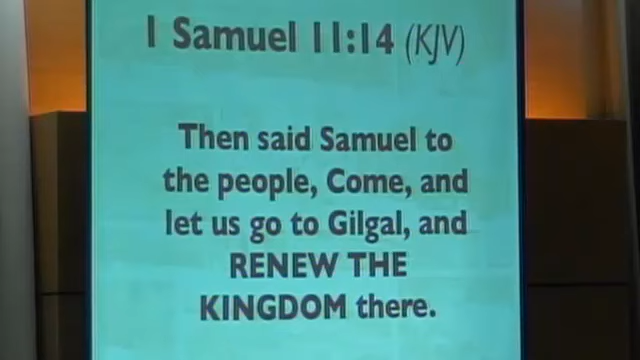 1 Samuel 11:14 (KJV)
Then said Samuel to
the people, Come, and
let us go to Gilgal, and
RENEW THE
KINGDOM there.